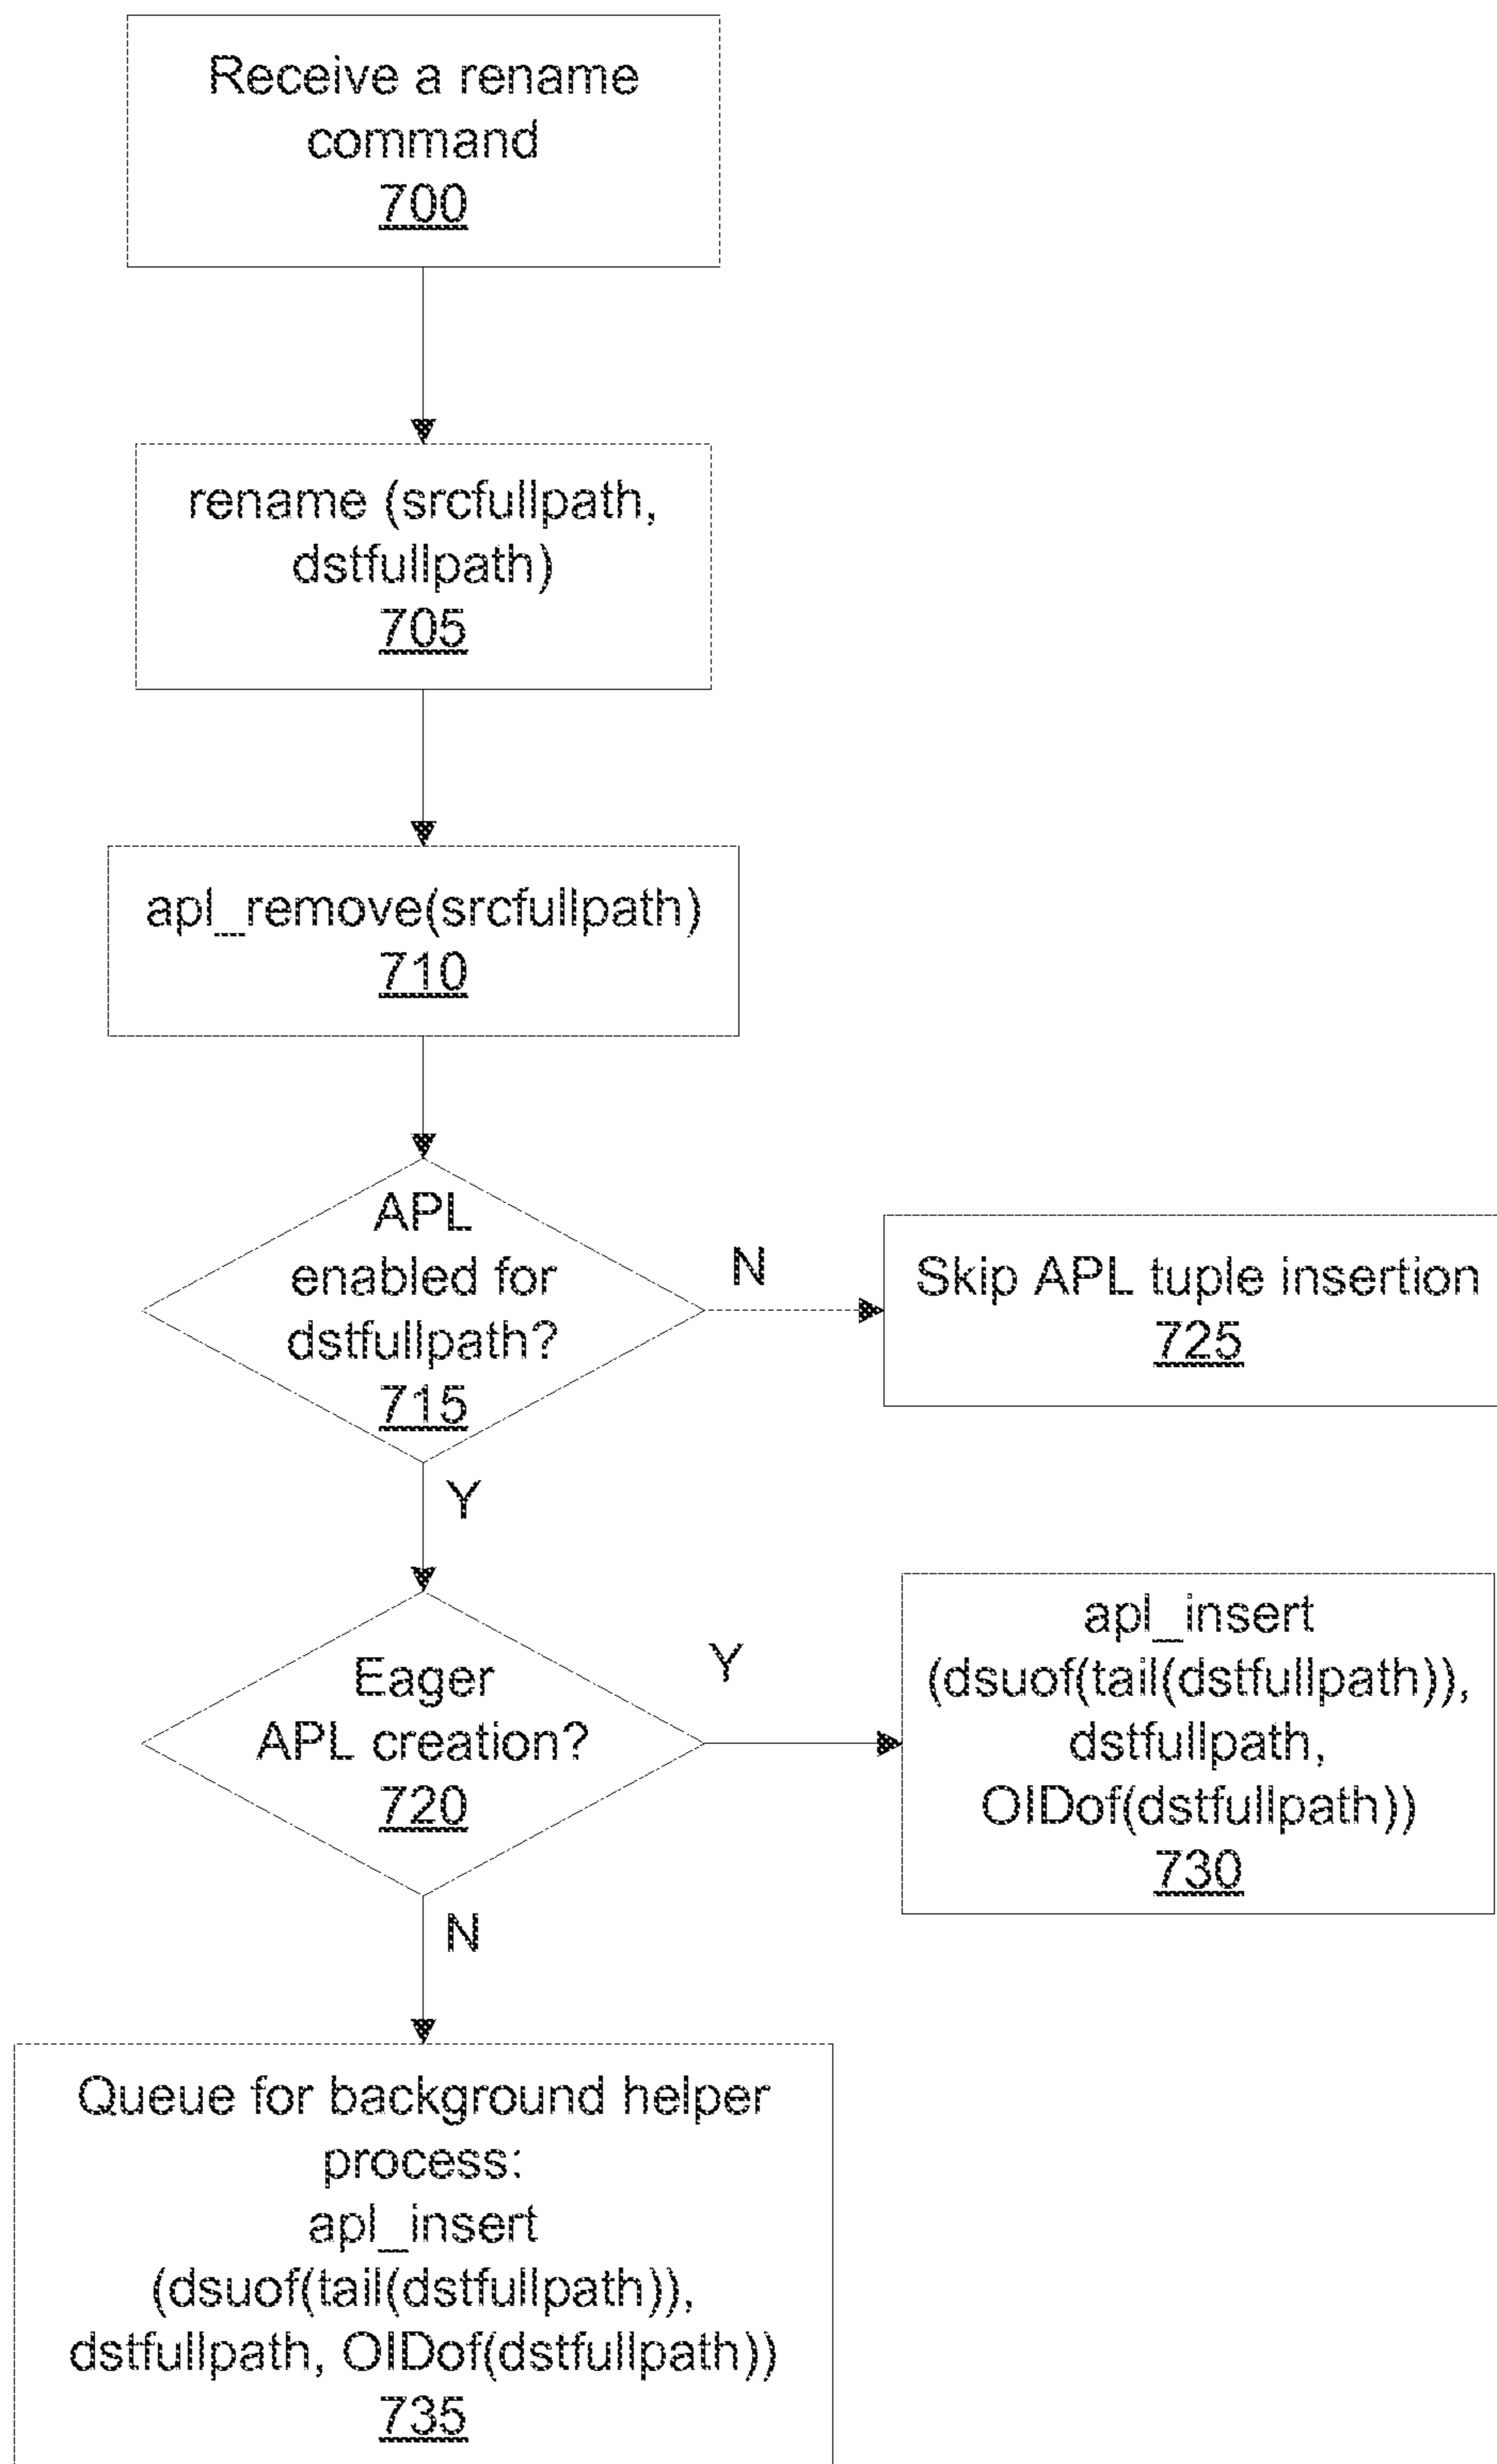 Receive a rename
command
700
rename (srcfullpath,
dstfullpath)
705
apl_remove(srcfullpath)
710
APL
enabled for
dstfullpath?
715
N
Skip APL tuple insertion
725
Y
Eager
APL creation?
720
Y
apl_insert
(dsuof(tail(dstfullpath)),
dstfullpath,
OIDof(dstfullpath))
730
N
Queue for background helper
process:
apl_insert
(dsuof(tail(dstfullpath)),
dstfullpath, OIDof(dstfullpath))
735